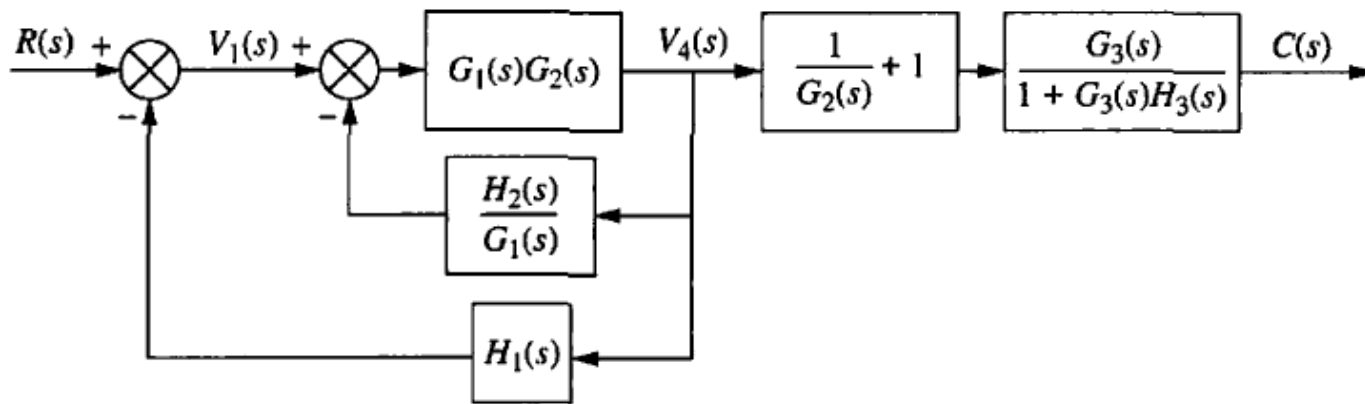 R(s) + V₁(s) + G₁(s)G₂(s) V₄(s) 1/G₂(s) + 1 G₃(s)/1 + G₃(s)H₃(s) C(s)
− −
H₂(s)/G₁(s)
H₁(s)